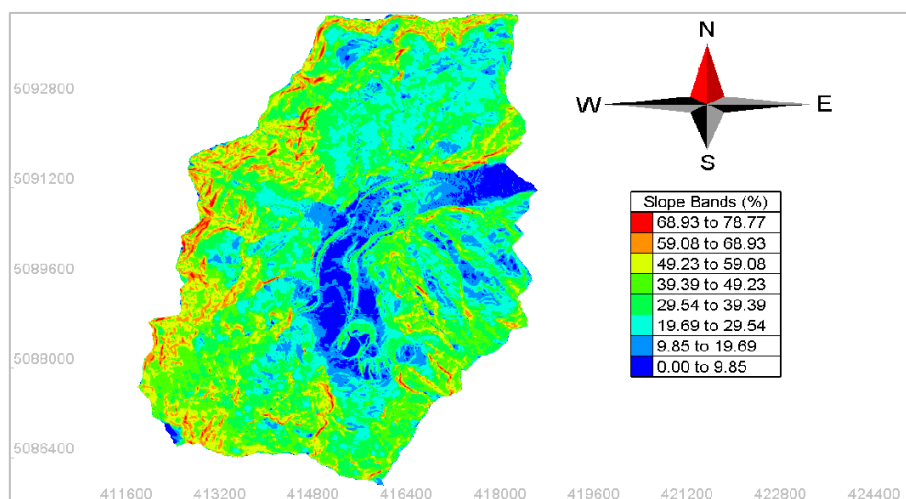 N
5092800
W E
S
5091200
Slope Bands (%)
68.93 to 78.77
59.08 to 68.93
49.23 to 59.08
5089600
39.39 to 49.23
29.54 to 39.39
19.69 to 29.54
9.85 to 19.69
5088000
0.00 to 9.85
5086400
411600 413200 414800 416400 418000 419600 421200 422800 424400